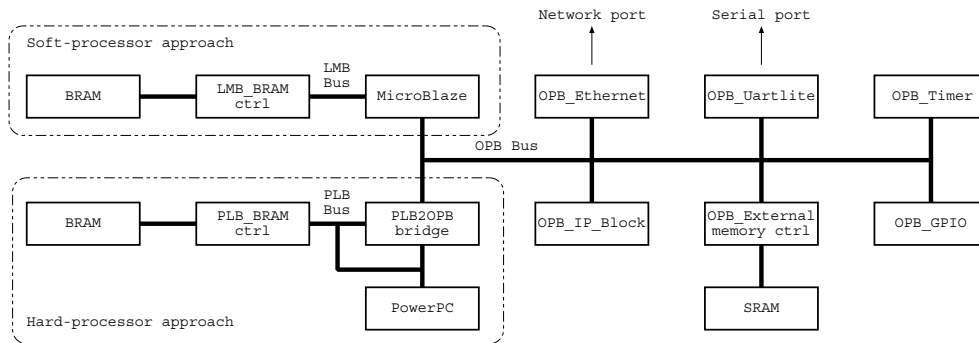 Network port
Serial port
Soft-processor approach
BRAM
LMB_BRAM
ctrl
LMB
Bus
MicroBlaze
OPB_Ethernet
OPB_Uartlite
OPB_Timer
OPB Bus
BRAM
PLB_BRAM
ctrl
PLB
Bus
PLB2OPB
bridge
OPB_IP_Block
OPB_External
memory ctrl
OPB_GPIO
PowerPC
SRAM
Hard-processor approach